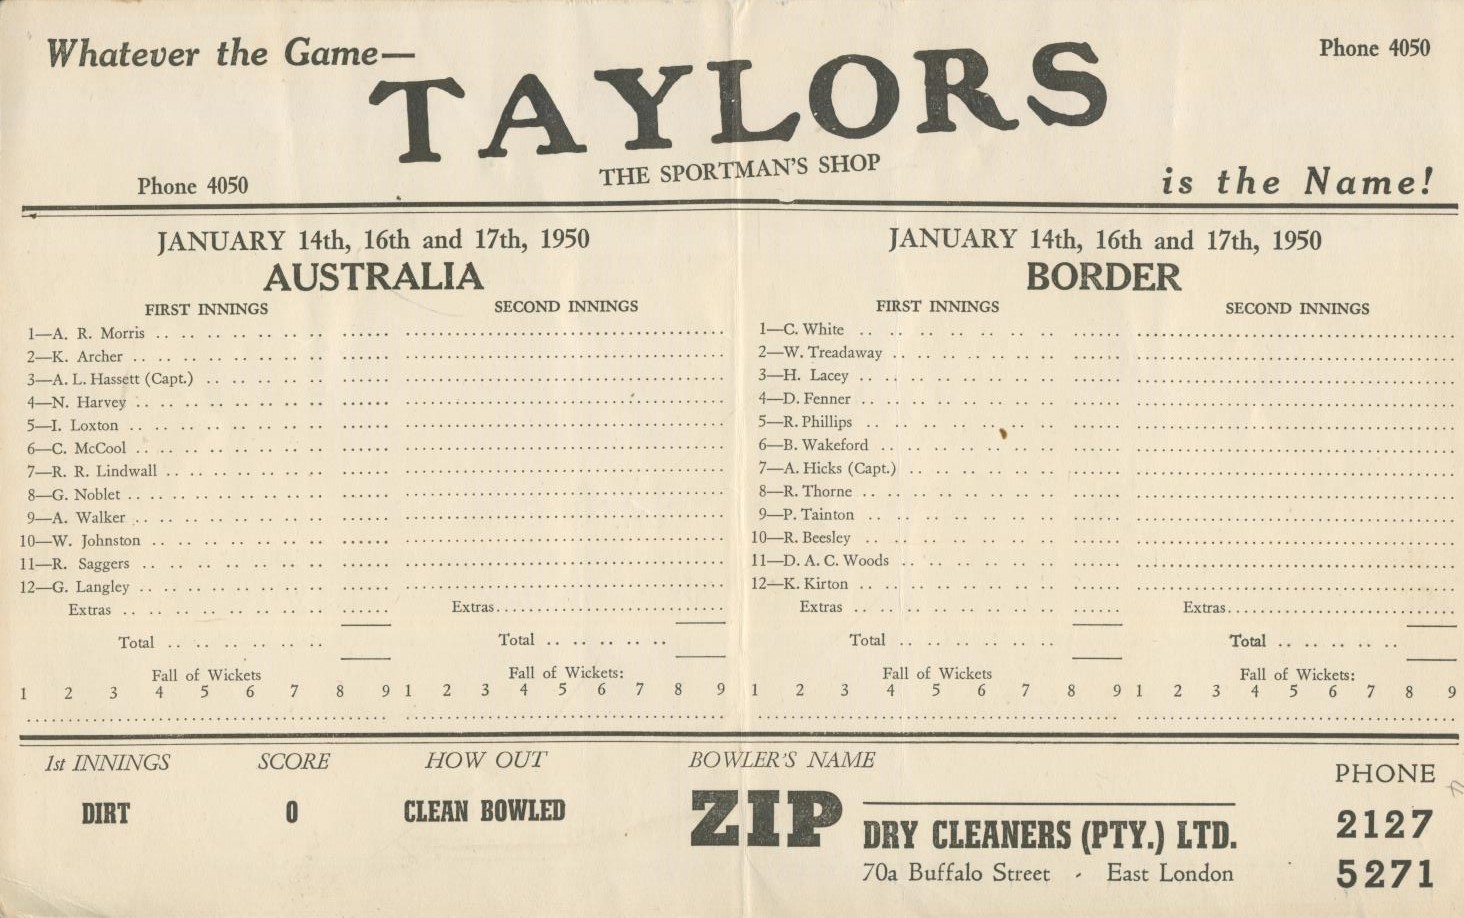 Whatever the Game—
Phone 4050
TAYLORS
THE SPORTMAN'S SHOP
Phone 4050
is the Name!
JANUARY 14th, 16th and 17th, 1950
AUSTRALIA
FIRST INNINGS SECOND INNINGS
1—A. R. Morris
2—K. Archer
3—A. L. Hassett (Capt.)
4—N. Harvey
5—I. Loxton
6—C. McCool
7—R. R. Lindwall
8—G. Noblet
9—A. Walker
10—W. Johnston
11—R. Saggers
12—G. Langley
Extras Extras
Total Total
Fall of Wickets Fall of Wickets:
1 2 3 4 5 6 7 8 9 1 2 3 4 5 6 7 8 9
JANUARY 14th, 16th and 17th, 1950
BORDER
FIRST INNINGS SECOND INNINGS
1—C. White
2—W. Treadaway
3—H. Lacey
4—D. Fenner
5—R. Phillips
6—B. Wakeford
7—A. Hicks (Capt.)
8—R. Thorne
9—P. Tainton
10—R. Beesley
11—D. A. C. Woods
12—K. Kirton
Extras Extras
Total Total
Fall of Wickets Fall of Wickets:
1 2 3 4 5 6 7 8 9 1 2 3 4 5 6 7 8 9
1st INNINGS SCORE HOW OUT BOWLER'S NAME
DIRT 0 CLEAN BOWLED ZIP DRY CLEANERS (PTY.) LTD.
70a Buffalo Street - East London
PHONE
2127
5271